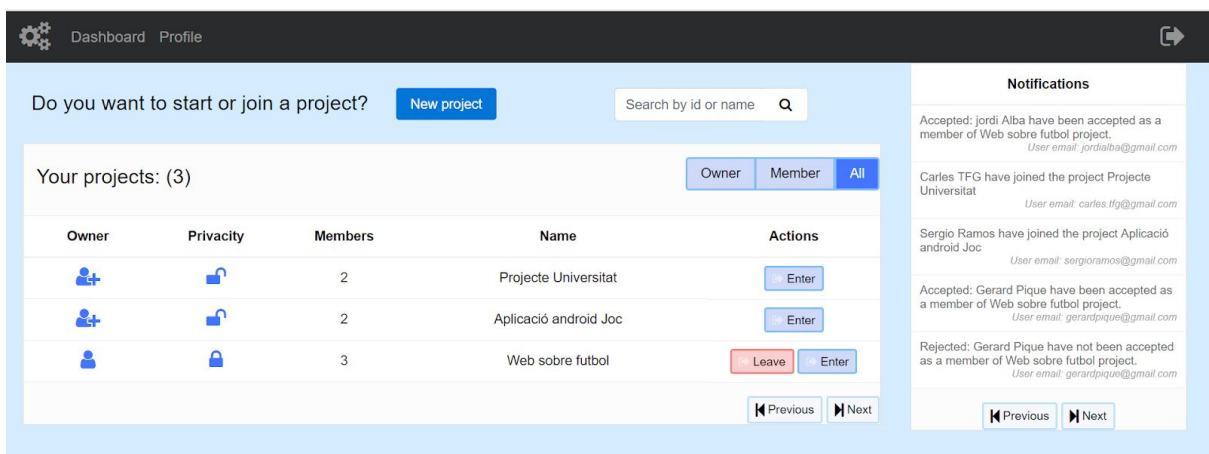 Dashboard Profile
Do you want to start or join a project? New project Search by id or name
Your projects: (3) Owner Member All
Owner Privacity Members Name Actions
2 Projecte Universitat Enter
2 Aplicació android Joc Enter
3 Web sobre futbol Leave Enter
Previous Next
Notifications
Accepted: jordi Alba have been accepted as a
member of Web sobre futbol project.
User email: jordialba@gmail.com
Carles TFG have joined the project Projecte
Universitat
User email: carles.tfg@gmail.com
Sergio Ramos have joined the project Aplicació
android Joc
User email: sergioramos@gmail.com
Accepted: Gerard Pique have been accepted as
a member of Web sobre futbol project.
User email: gerardpique@gmail.com
Rejected: Gerard Pique have not been accepted
as a member of Web sobre futbol project.
User email: gerardpique@gmail.com
Previous Next